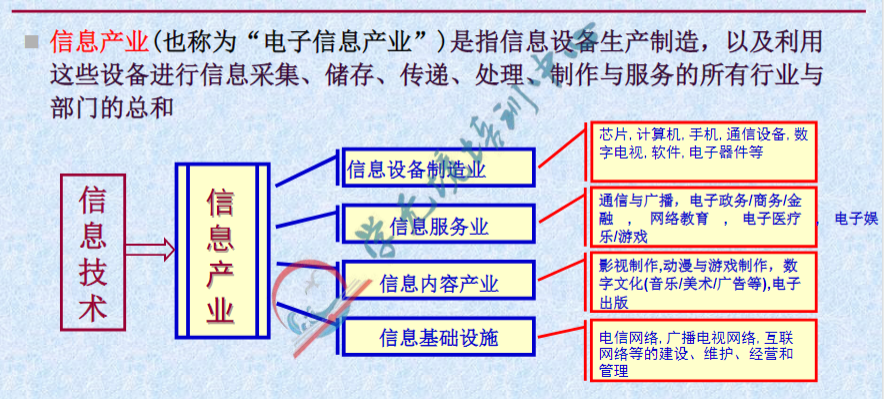 信息产业(也称为“电子信息产业”)是指信息设备生产制造，以及利用
这些设备进行信息采集、储存、传递、处理、制作与服务的所有行业与
部门的总和
信息技术
信息产业
信息设备制造业
芯片, 计算机, 手机, 通信设备, 数
字电视, 软件, 电子器件等
信息服务业
通信与广播，电子政务/商务/金
融 ， 网络教育 ， 电子医疗 ， 电子娱
乐/游戏
信息内容产业
影视制作,动漫与游戏制作，数
字文化(音乐/美术/广告等),电子
出版
信息基础设施
电信网络, 广播电视网络, 互联
网络等的建设、维护、经营和
管理